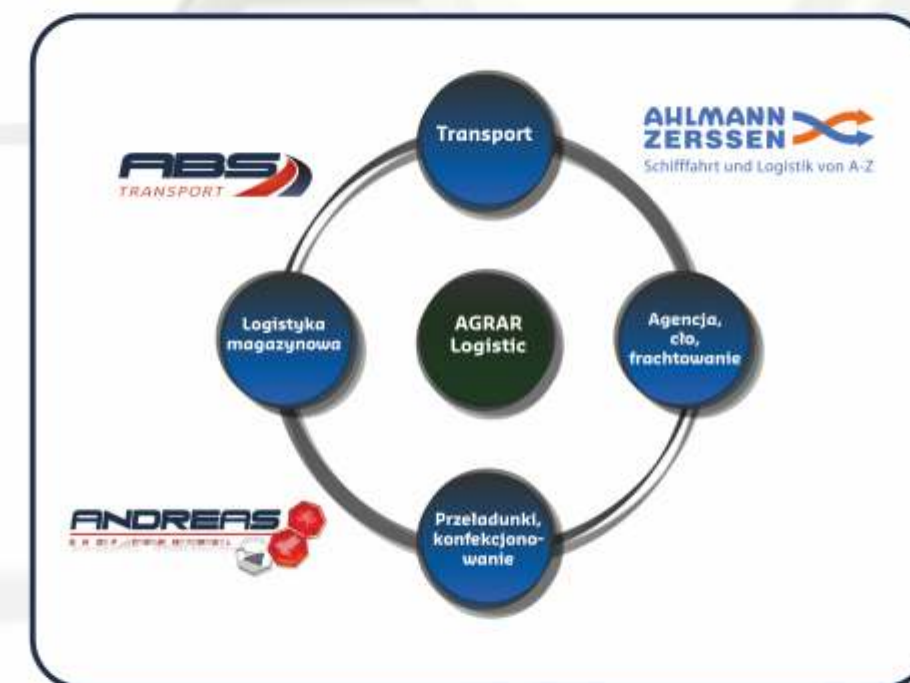 Transport
AHLMANN
ZERSSEN
Schifffahrt und Logistik von A-Z
ABS
TRANSPORT
Logistyka
magazynowa
AGRAR
Logistic
Agencja,
cło,
frachtowanie
ANDREAS
Przeładunki,
konfekcjono-
wanie